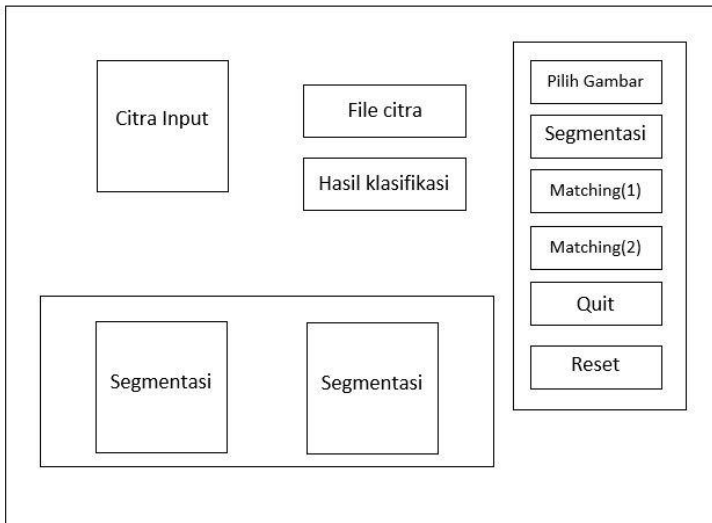 Citra Input
File citra
Hasil klasifikasi
Pilih Gambar
Segmentasi
Matching(1)
Matching(2)
Quit
Reset
Segmentasi
Segmentasi